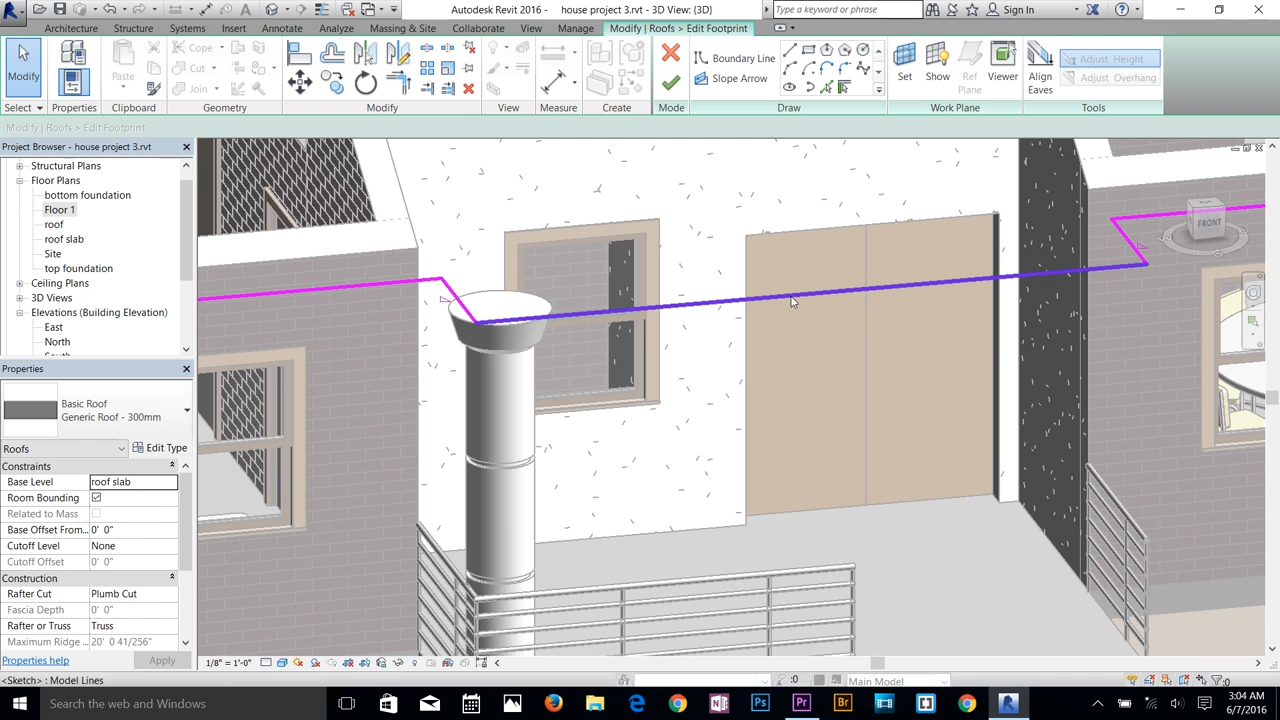 Autodesk Revit 2016 - house project 3.rvt - 3D View: {3D}
Type a keyword or phrase
Sign In
Architecture Structure Systems Insert Annotate Analyze Massing & Site Collaborate View Manage Modify | Roofs > Edit Footprint
Modify
Paste
Cope
Cut
Join
Boundary Line
Slope Arrow
Set
Show
Ref Plane
Viewer
Align Eaves
Adjust Height
Adjust Overhang
Select Properties Clipboard Geometry Modify View Measure Create Mode Draw Work Plane Tools
Modify | Roofs > Edit Footprint
Project Browser - house project 3.rvt
Structural Plans
Floor Plans
bottom foundation
Floor 1
roof
roof slab
Site
top foundation
Ceiling Plans
3D Views
Elevations (Building Elevation)
East
North
FRONT
Properties
Basic Roof
Generic Roof - 300mm
Roofs
Edit Type
Constraints
Base Level roof slab
Room Bounding
Related to Mass
Base Offset From... 0' 0"
Cutoff Level None
Cutoff Offset 0' 0"
Construction
Rafter Cut Plumb Cut
Fascia Depth 0' 0"
Rafter or Truss Truss
Maximum Ridge ... 20' 0 41/256"
Properties help
Apply
1/8" = 1'-0"
<Sketch> : Model Lines
:0
Main Model
:0
Search the web and Windows
3:04 AM
6/7/2016